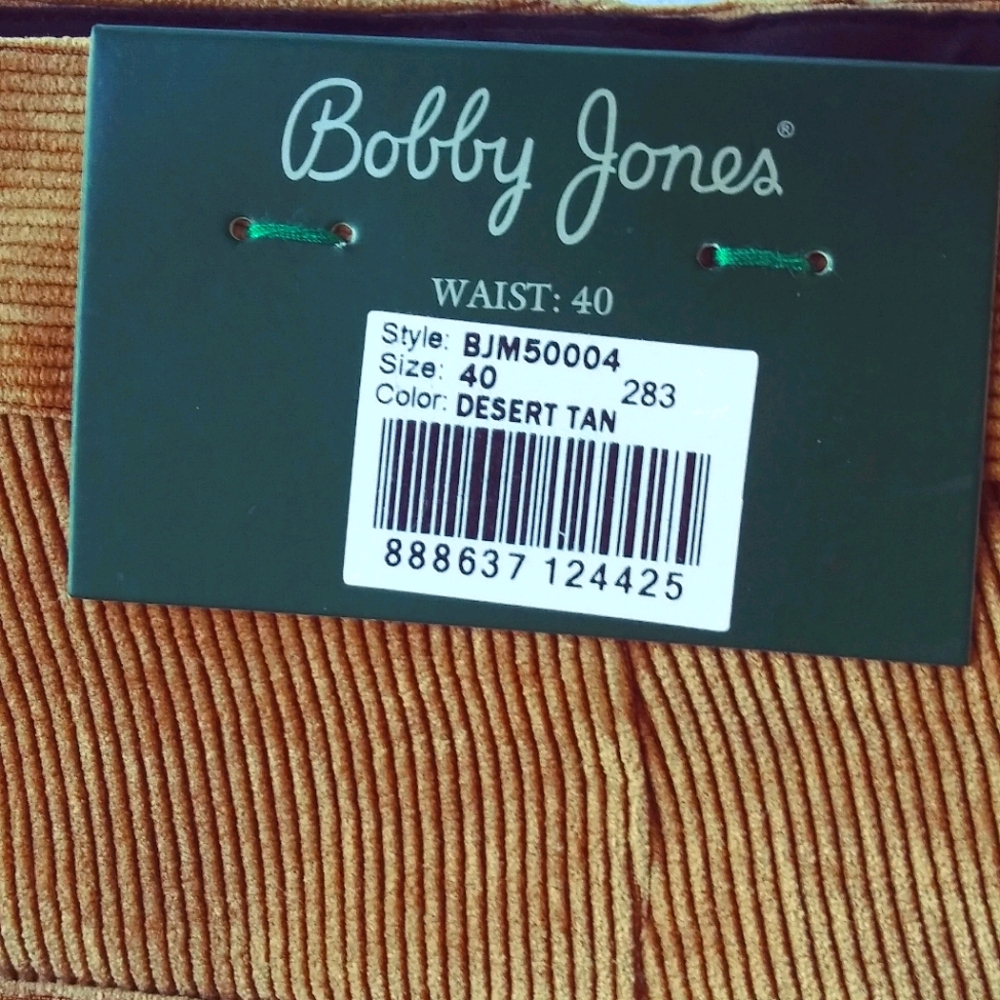 Bobby Jones®
WAIST: 40
Style: BJM50004
Size: 40 283
Color: DESERT TAN
888637 124425